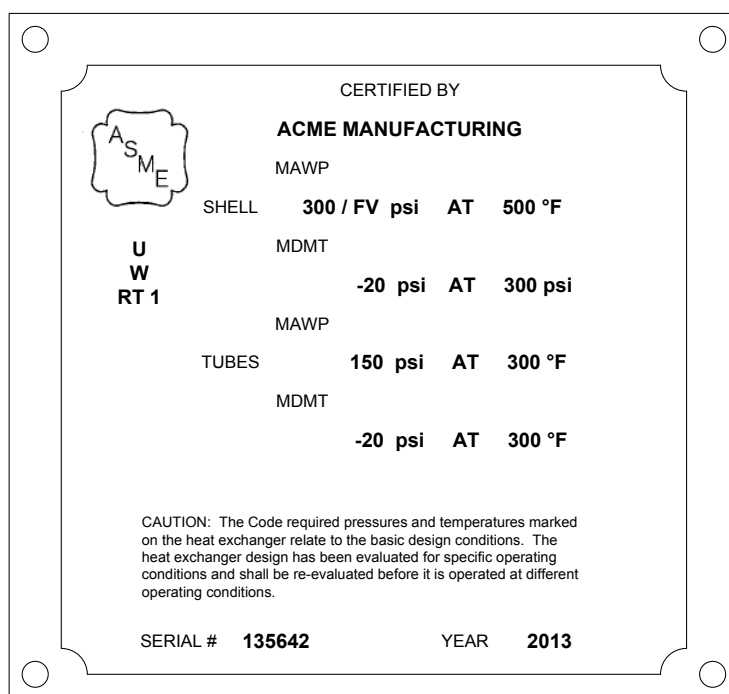 CERTIFIED BY
ASME
ACME MANUFACTURING
MAWP
SHELL 300 / FV psi AT 500 °F
U
W
RT 1
MDMT
-20 psi AT 300 psi
MAWP
TUBES 150 psi AT 300 °F
MDMT
-20 psi AT 300 °F
CAUTION: The Code required pressures and temperatures marked
on the heat exchanger relate to the basic design conditions. The
heat exchanger design has been evaluated for specific operating
conditions and shall be re-evaluated before it is operated at different
operating conditions.
SERIAL # 135642 YEAR 2013